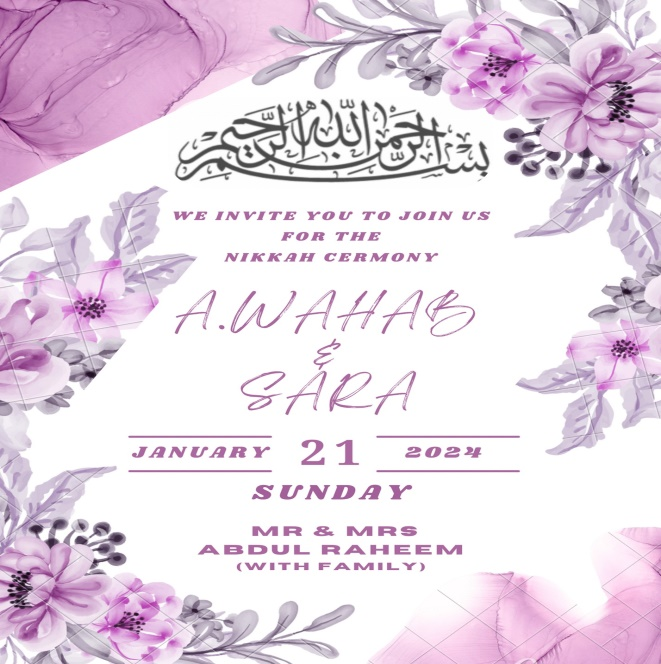 بسم الله الرحمن الرحيم
WE INVITE YOU TO JOIN US
FOR THE
NIKKAH CERMONY
A.WAHAB
&
SARA
JANUARY 21 2024
SUNDAY
MR & MRS
ABDUL RAHEEM
(WITH FAMILY)